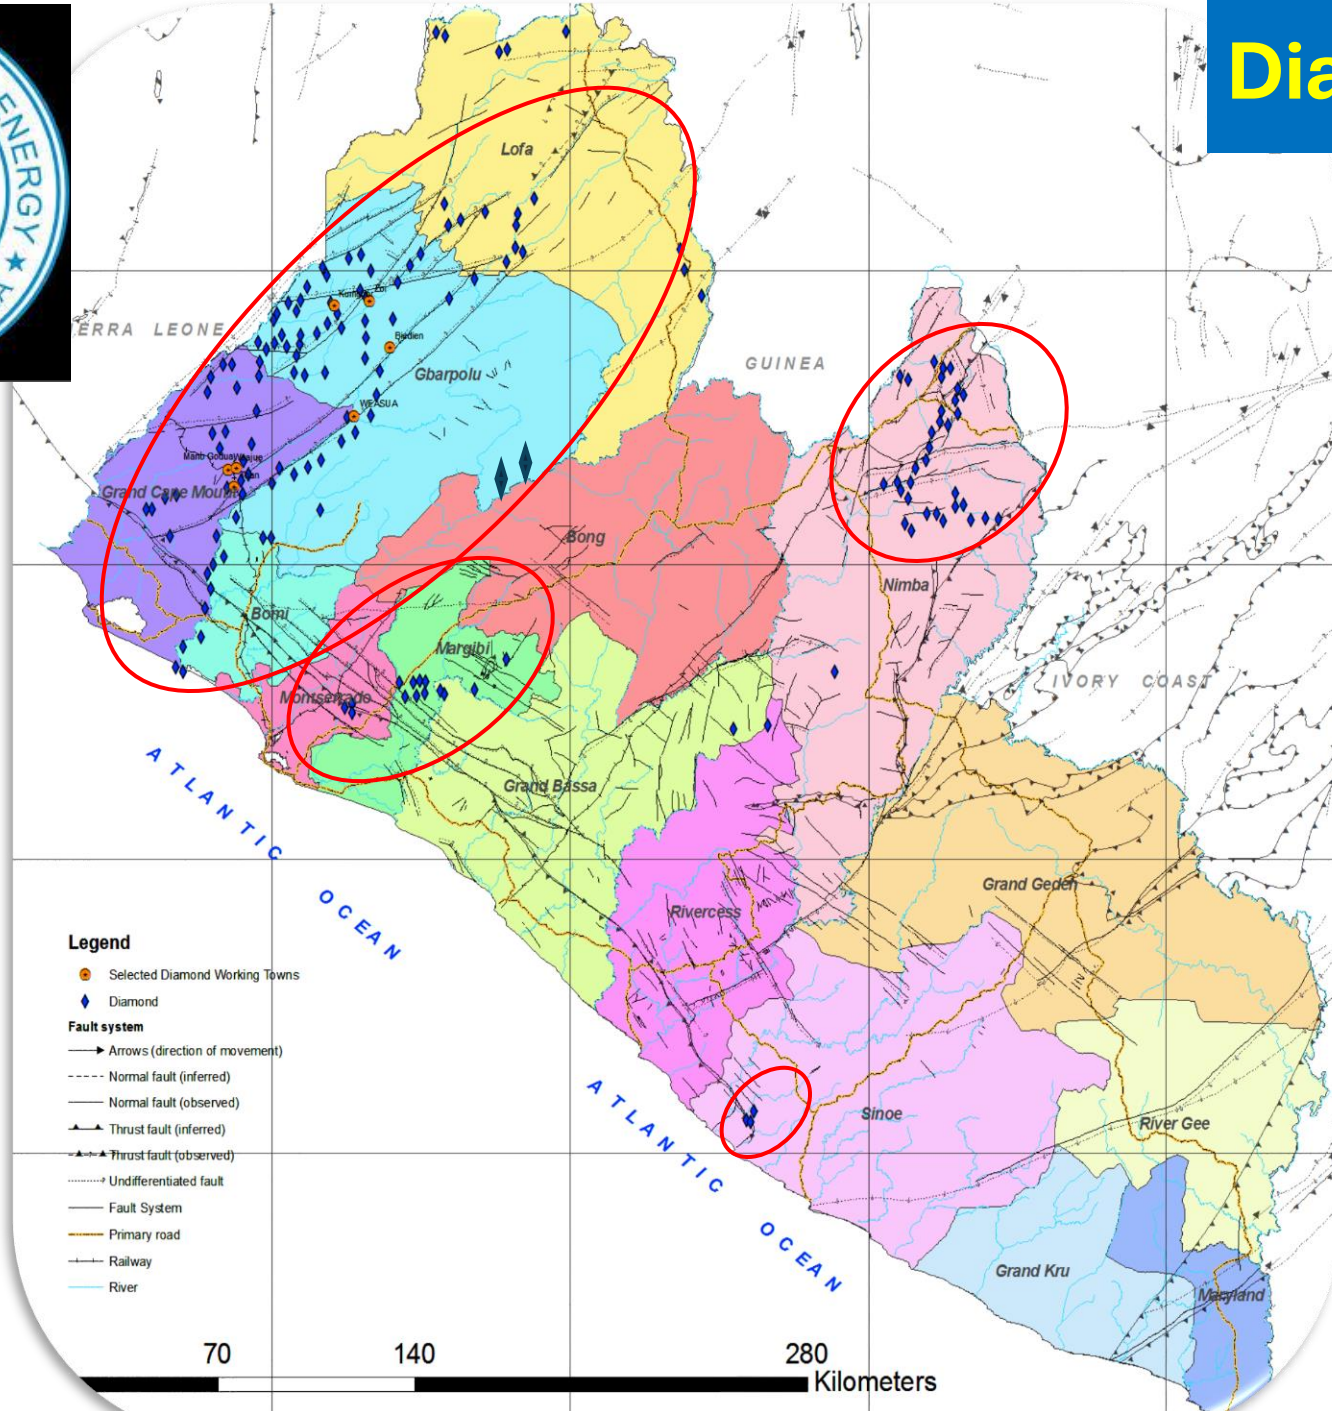 ENERGY
Dia
Lofa
ERRA LEONE
GUINEA
Zoi
Bindien
Gbarpolu
WEASUA
Grand Cape Mount
Bong
Nimba
Bomi
Margibi
Montserrado
IVORY COAST
Grand Bassa
ATLANTIC OCEAN
Grand Gedeh
Rivercess
Sinoe
River Gee
ATLANTIC OCEAN
Grand Kru
Maryland
Legend
Selected Diamond Working Towns
Diamond
Fault system
Arrows (direction of movement)
Normal fault (inferred)
Normal fault (observed)
Thrust fault (inferred)
Thrust fault (observed)
Undifferentiated fault
Fault System
Primary road
Railway
River
70 140 280
Kilometers